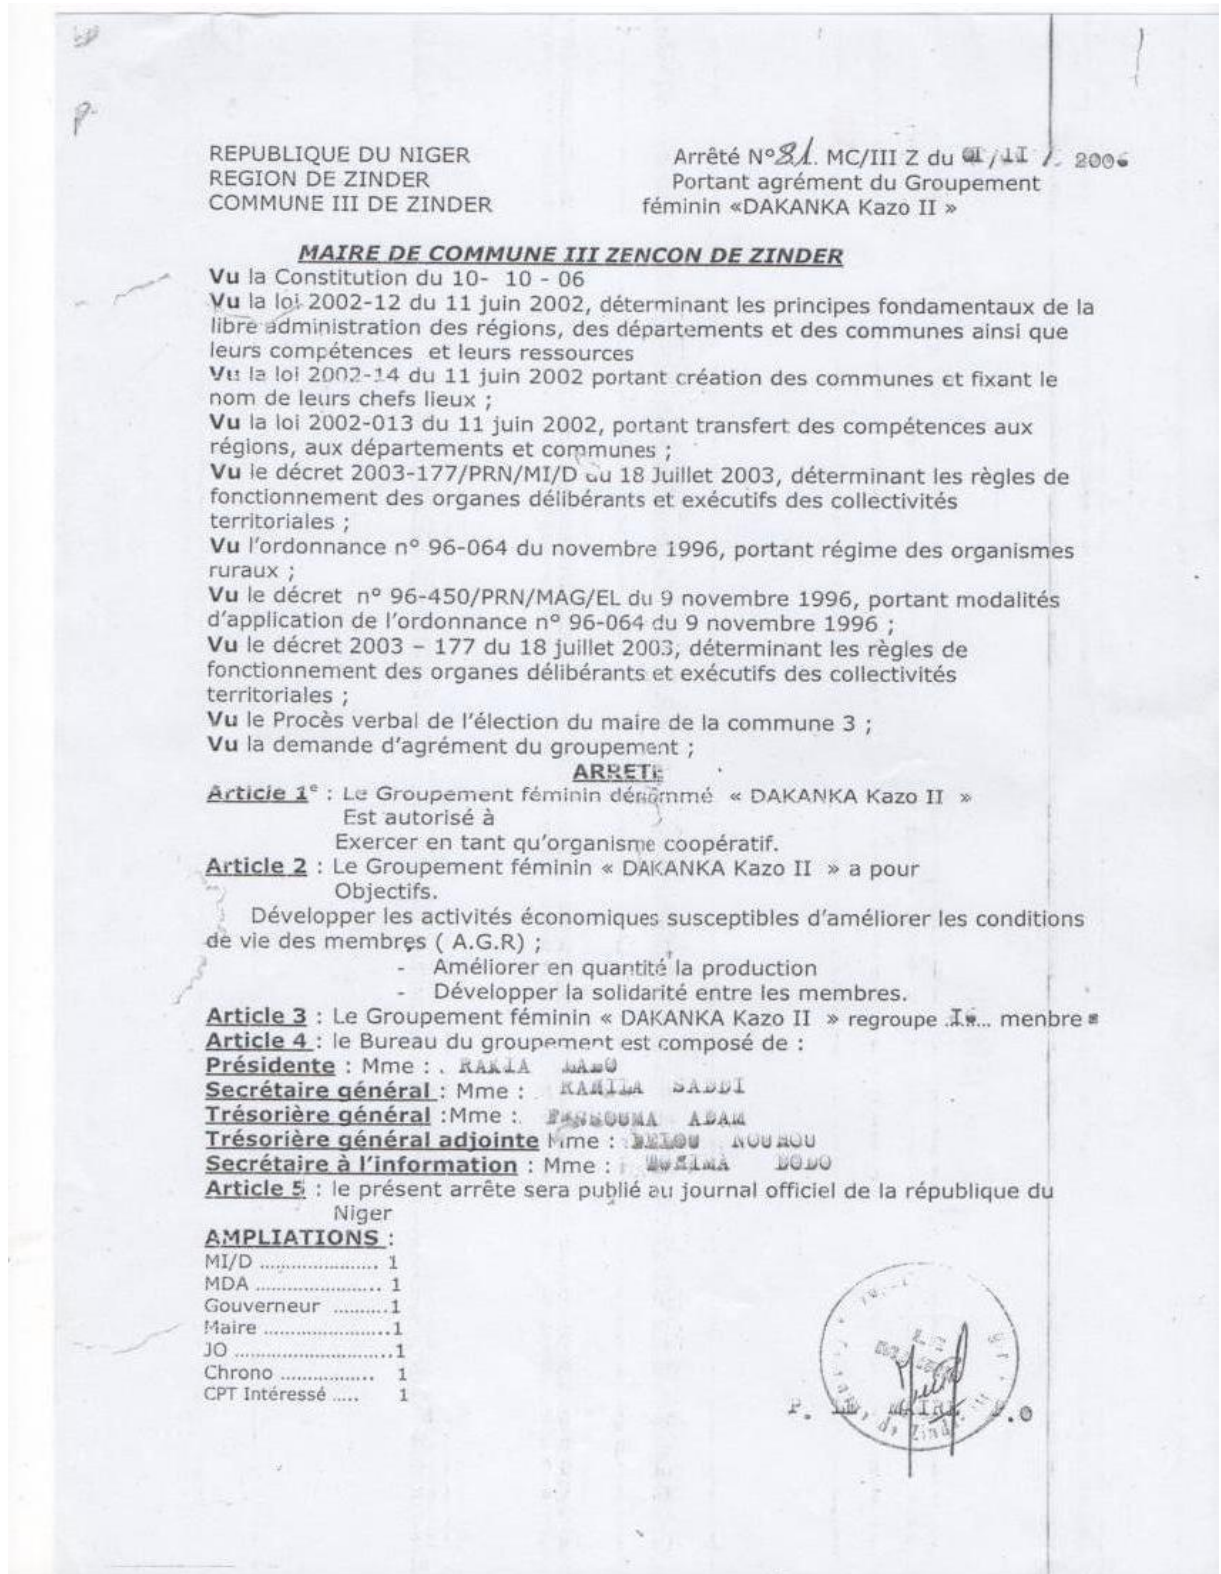 REPUBLIQUE DU NIGER
REGION DE ZINDER
COMMUNE III DE ZINDER
Arrêté N°81. MC/III Z du 2006
Portant agrément du Groupement
féminin «DAKANKA Kazo II »
MAIRE DE COMMUNE III ZENCON DE ZINDER
Vu la Constitution du 10- 10 - 06
Vu la loi 2002-12 du 11 juin 2002, déterminant les principes fondamentaux de la
libre administration des régions, des départements et des communes ainsi que
leurs compétences et leurs ressources
Vu la loi 2002-14 du 11 juin 2002 portant création des communes et fixant le
nom de leurs chefs lieux ;
Vu la loi 2002-013 du 11 juin 2002, portant transfert des compétences aux
régions, aux départements et communes ;
Vu le décret 2003-177/PRN/MI/D du 18 Juillet 2003, déterminant les règles de
fonctionnement des organes délibérants et exécutifs des collectivités
territoriales ;
Vu l'ordonnance n° 96-064 du novembre 1996, portant régime des organismes
ruraux ;
Vu le décret n° 96-450/PRN/MAG/EL du 9 novembre 1996, portant modalités
d'application de l'ordonnance n° 96-064 du 9 novembre 1996 ;
Vu le décret 2003 – 177 du 18 juillet 2003, déterminant les règles de
fonctionnement des organes délibérants et exécutifs des collectivités
territoriales ;
Vu le Procès verbal de l'élection du maire de la commune 3 ;
Vu la demande d'agrément du groupement ;
ARRETE
Article 1e : Le Groupement féminin dénommé « DAKANKA Kazo II »
Est autorisé à
Exercer en tant qu'organisme coopératif.
Article 2 : Le Groupement féminin « DAKANKA Kazo II » a pour
Objectifs.
Développer les activités économiques susceptibles d'améliorer les conditions
de vie des membres ( A.G.R) ;
- Améliorer en quantité la production
- Développer la solidarité entre les membres.
Article 3 : Le Groupement féminin « DAKANKA Kazo II » regroupe menbre
Article 4 : le Bureau du groupement est composé de :
Présidente : Mme : . RAKIA
Secrétaire général : Mme : RAMILA SADDI
Trésorière général :Mme :. ADAM
Trésorière général adjointe Mme : NOUHOU
Secrétaire à l'information : Mme : DODO
Article 5 : le présent arrête sera publié au journal officiel de la république du
Niger
AMPLIATIONS :
MI/D ...................... 1
MDA ....................... 1
Gouverneur ..........1
Maire .......................1
JO .............................1
Chrono ................. 1
CPT Intéressé ..... 1
P. LE MAIRE P.O